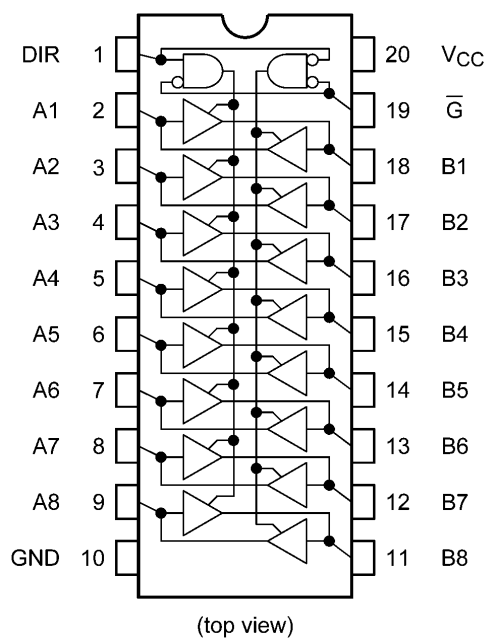 DIR 1 20 VCC
A1 2 19 G̅
A2 3 18 B1
A3 4 17 B2
A4 5 16 B3
A5 6 15 B4
A6 7 14 B5
A7 8 13 B6
A8 9 12 B7
GND 10 11 B8
(top view)